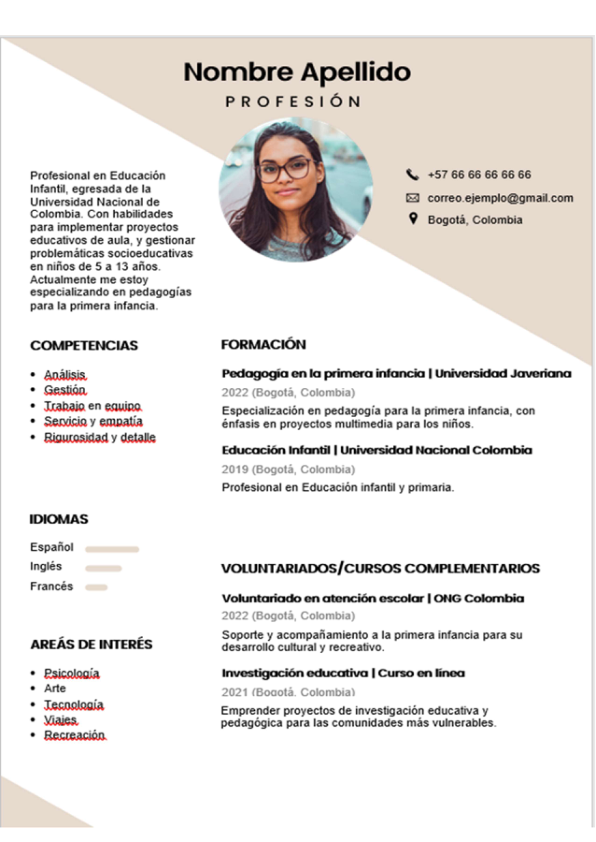 Nombre Apellido
PROFESIÓN
+57 66 66 66 66 66
correo.ejemplo@gmail.com
Bogotá, Colombia
Profesional en Educación
Infantil, egresada de la
Universidad Nacional de
Colombia. Con habilidades
para implementar proyectos
educativos de aula, y gestionar
problemáticas socioeducativas
en niños de 5 a 13 años.
Actualmente me estoy
especializando en pedagogías
para la primera infancia.
COMPETENCIAS
• Análisis
• Gestión
• Trabajo en equipo
• Servicio y empatía
• Rigurosidad y detalle
IDIOMAS
Español
Inglés
Francés
AREÁS DE INTERÉS
• Psicología
• Arte
• Tecnología
• Viajes
• Recreación
FORMACIÓN
Pedagogía en la primera infancia | Universidad Javeriana
2022 (Bogotá, Colombia)
Especialización en pedagogía para la primera infancia, con
énfasis en proyectos multimedia para los niños.
Educación Infantil | Universidad Nacional Colombia
2019 (Bogotá, Colombia)
Profesional en Educación infantil y primaria.
VOLUNTARIADOS/CURSOS COMPLEMENTARIOS
Voluntariado en atención escolar | ONG Colombia
2022 (Bogotá, Colombia)
Soporte y acompañamiento a la primera infancia para su
desarrollo cultural y recreativo.
Investigación educativa | Curso en línea
2021 (Bogotá, Colombia)
Emprender proyectos de investigación educativa y
pedagógica para las comunidades más vulnerables.